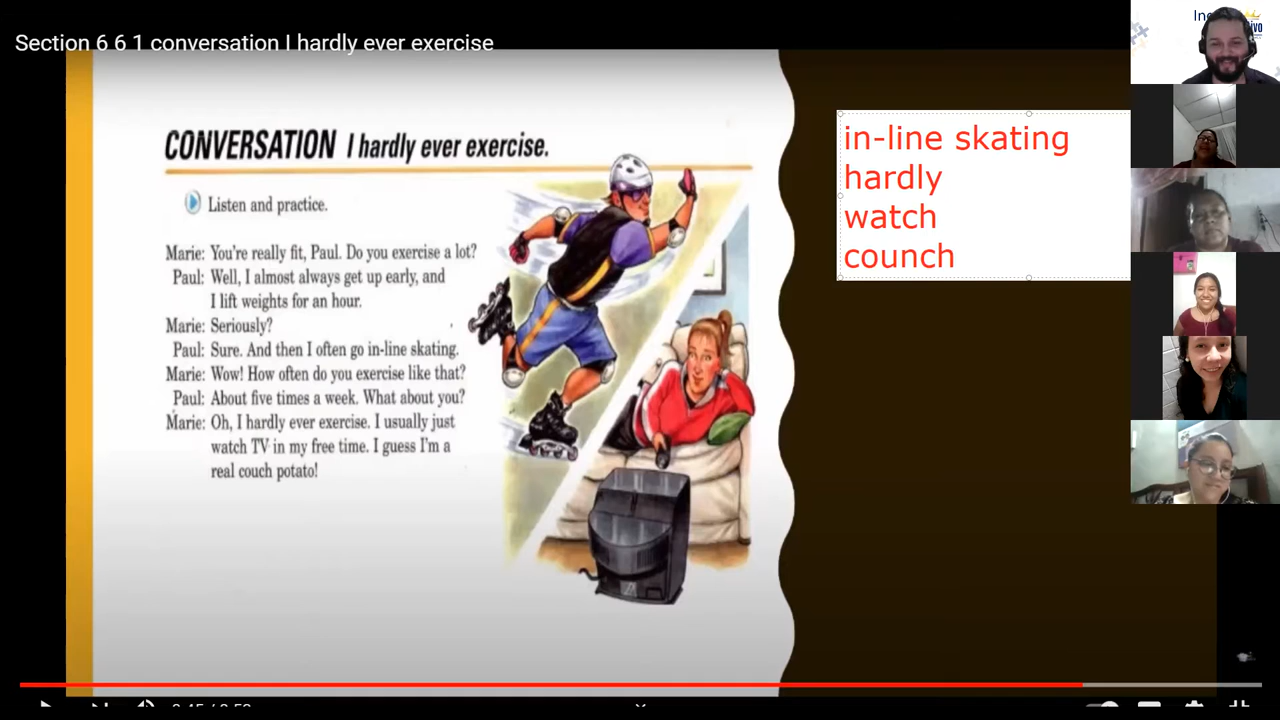 Section 6 6 1 conversation I hardly ever exercise
CONVERSATION I hardly ever exercise.
Listen and practice.
Marie: You're really fit, Paul. Do you exercise a lot?
Paul: Well, I almost always get up early, and
I lift weights for an hour.
Marie: Seriously?
Paul: Sure. And then I often go in-line skating.
Marie: Wow! How often do you exercise like that?
Paul: About five times a week. What about you?
Marie: Oh, I hardly ever exercise. I usually just
watch TV in my free time. I guess I'm a
real couch potato!
in-line skating
hardly
watch
counch